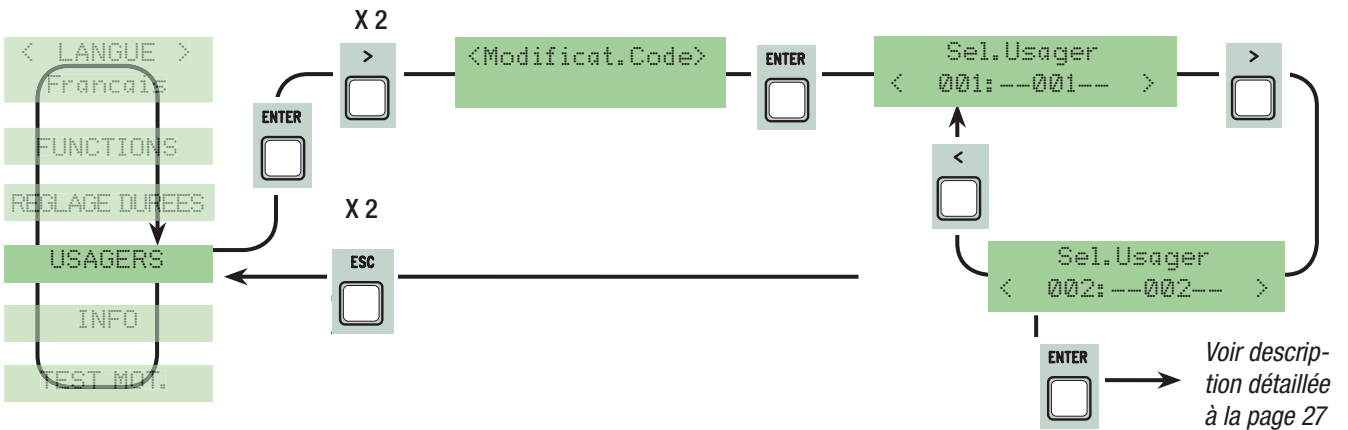 < LANGUE >
Francais
FUNCTIONS
REGLAGE DUREES
USAGERS
INFO
TEST MOT.
ENTER
X 2
>
<Modificat.Code>
ENTER
Sel.Usager
< 001:--001-- >
>
<
Sel.Usager
< 002:--002-- >
X 2
ESC
ENTER
Voir descrip-
tion détaillée
à la page 27